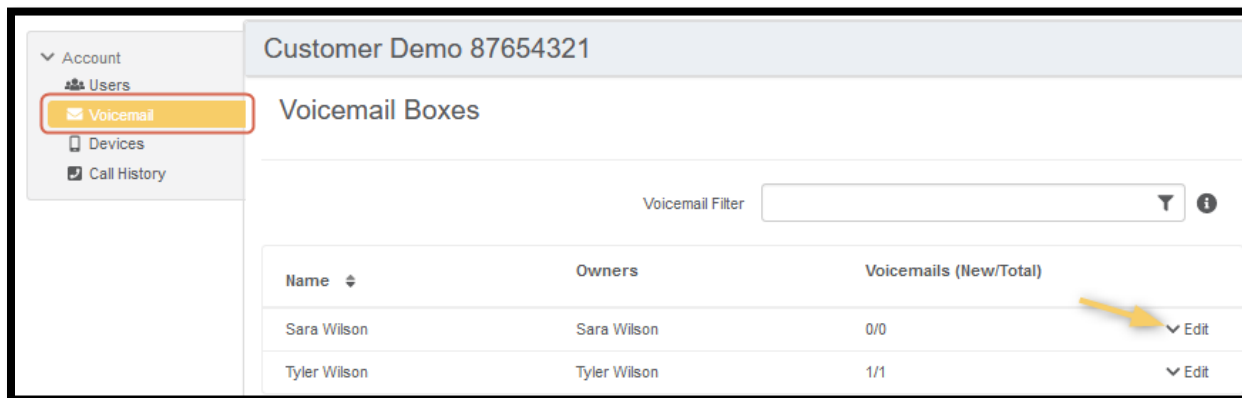 Account
Users
Voicemail
Devices
Call History
Customer Demo 87654321
Voicemail Boxes
Voicemail Filter
Name Owners Voicemails (New/Total)
Sara Wilson Sara Wilson 0/0 Edit
Tyler Wilson Tyler Wilson 1/1 Edit